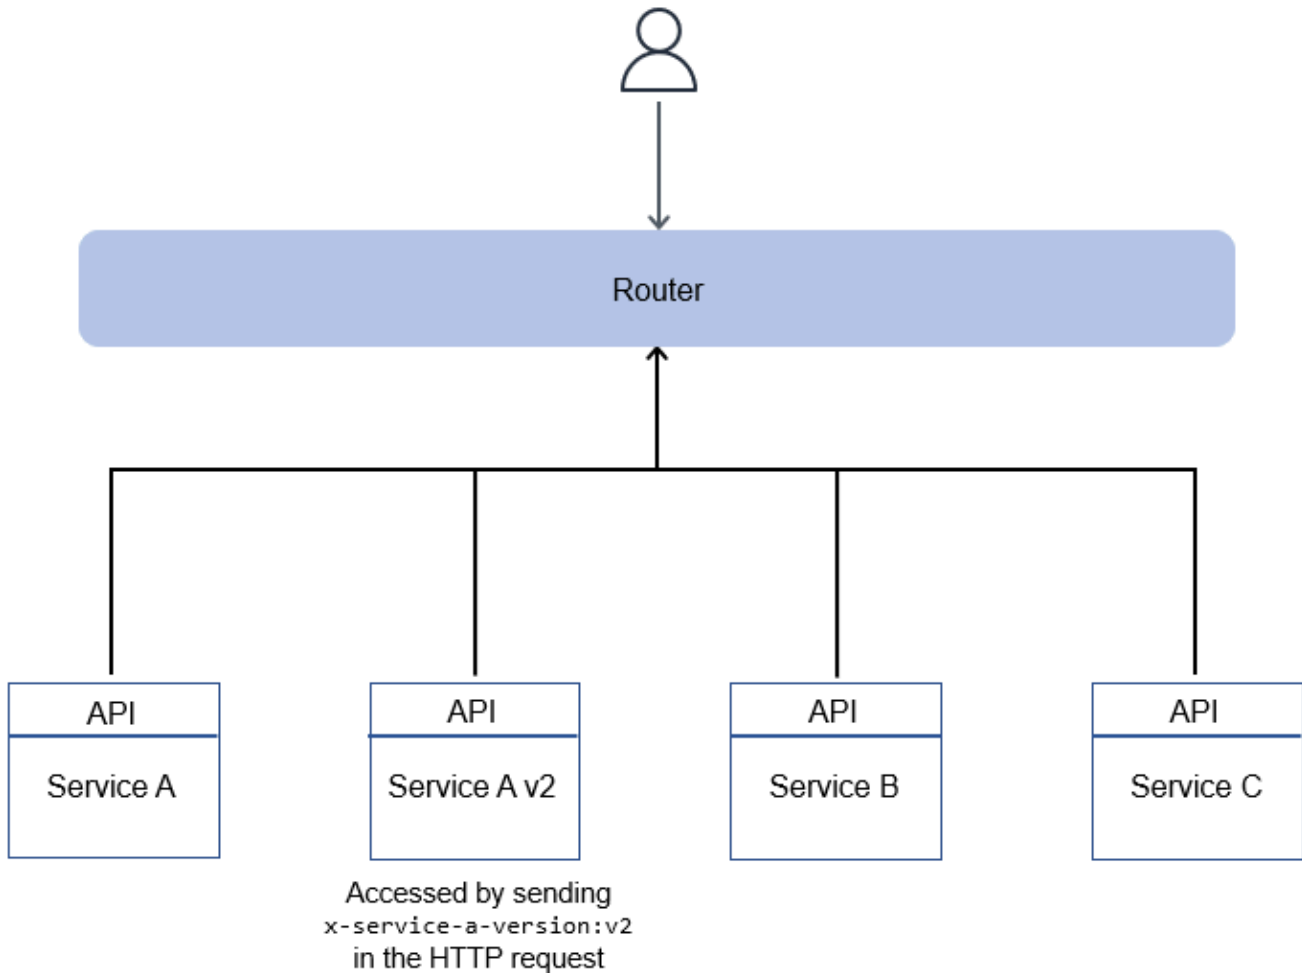 Router
API
API
API
API
Service A
Service A v2
Service B
Service C
Accessed by sending
x-service-a-version:v2
in the HTTP request